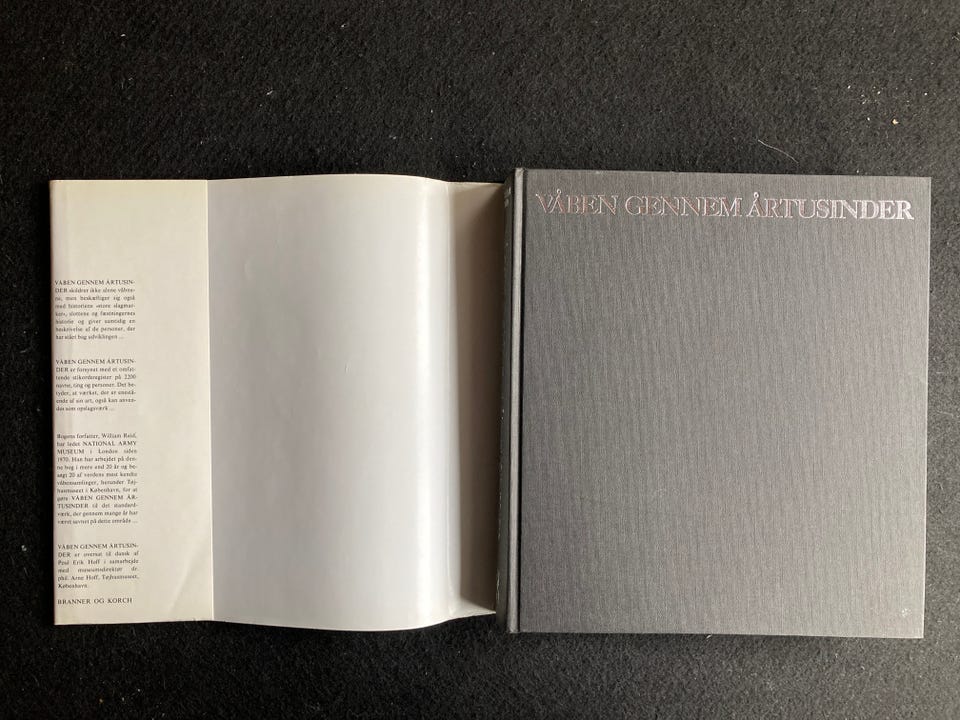 VÅBEN GENNEM ÅRTUSIN-
DER skildrer ikke alene våbne-
ne, men beskæftiger sig også
med historiens »store slagmar-
ker«, slottene og fæstningernes
historie og giver samtidig en
beskrivelse af de personer, der
har stået bag udviklingen ...
VÅBEN GENNEM ÅRTUSIN-
DER er forsynet med et omfat-
tende stikordsregister på 2200
navne, ting og personer. Det be-
tyder, at værket, der er enestå-
ende af sin art, også kan anven-
des som opslagsværk ...
Bogens forfatter, William Reid,
har ledet NATIONAL ARMY
MUSEUM i London siden
1970. Han har arbejdet på den-
ne bog i mere end 20 år og be-
søgt 20 af verdens mest kendte
våbensamlinger, herunder Tøj-
husmuseet i København, for at
gøre VÅBEN GENNEM ÅR-
TUSINDER til det standard-
værk, der gennem mange år har
været savnet på dette område ...
VÅBEN GENNEM ÅRTUSIN-
DER er oversat til dansk af
Poul Erik Hoff i samarbejde
med museumsdirektør dr.
phil. Arne Hoff, Tøjhusmuseet,
København.
BRANNER OG KORCH
VÅBEN GENNEM ÅRTUSINDER